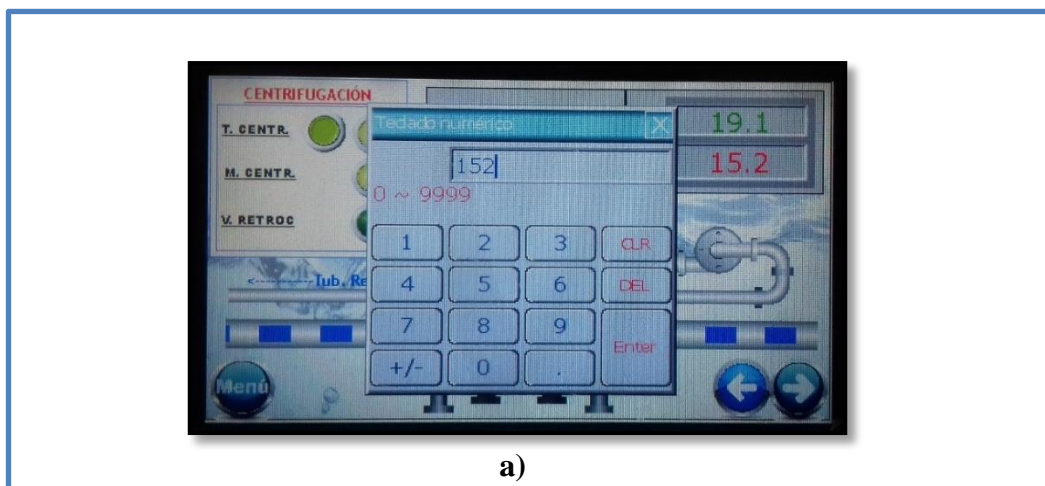 CENTRIFUGACIÓN
T. CENTR.
M. CENTR.
V. RETROC
Teclado numérico
X
152
0 ~ 9999
1 2 3 CLR
4 5 6 DEL
7 8 9
Enter
+/- 0 .
19.1
15.2
<----------Tub. Re
Menú
a)